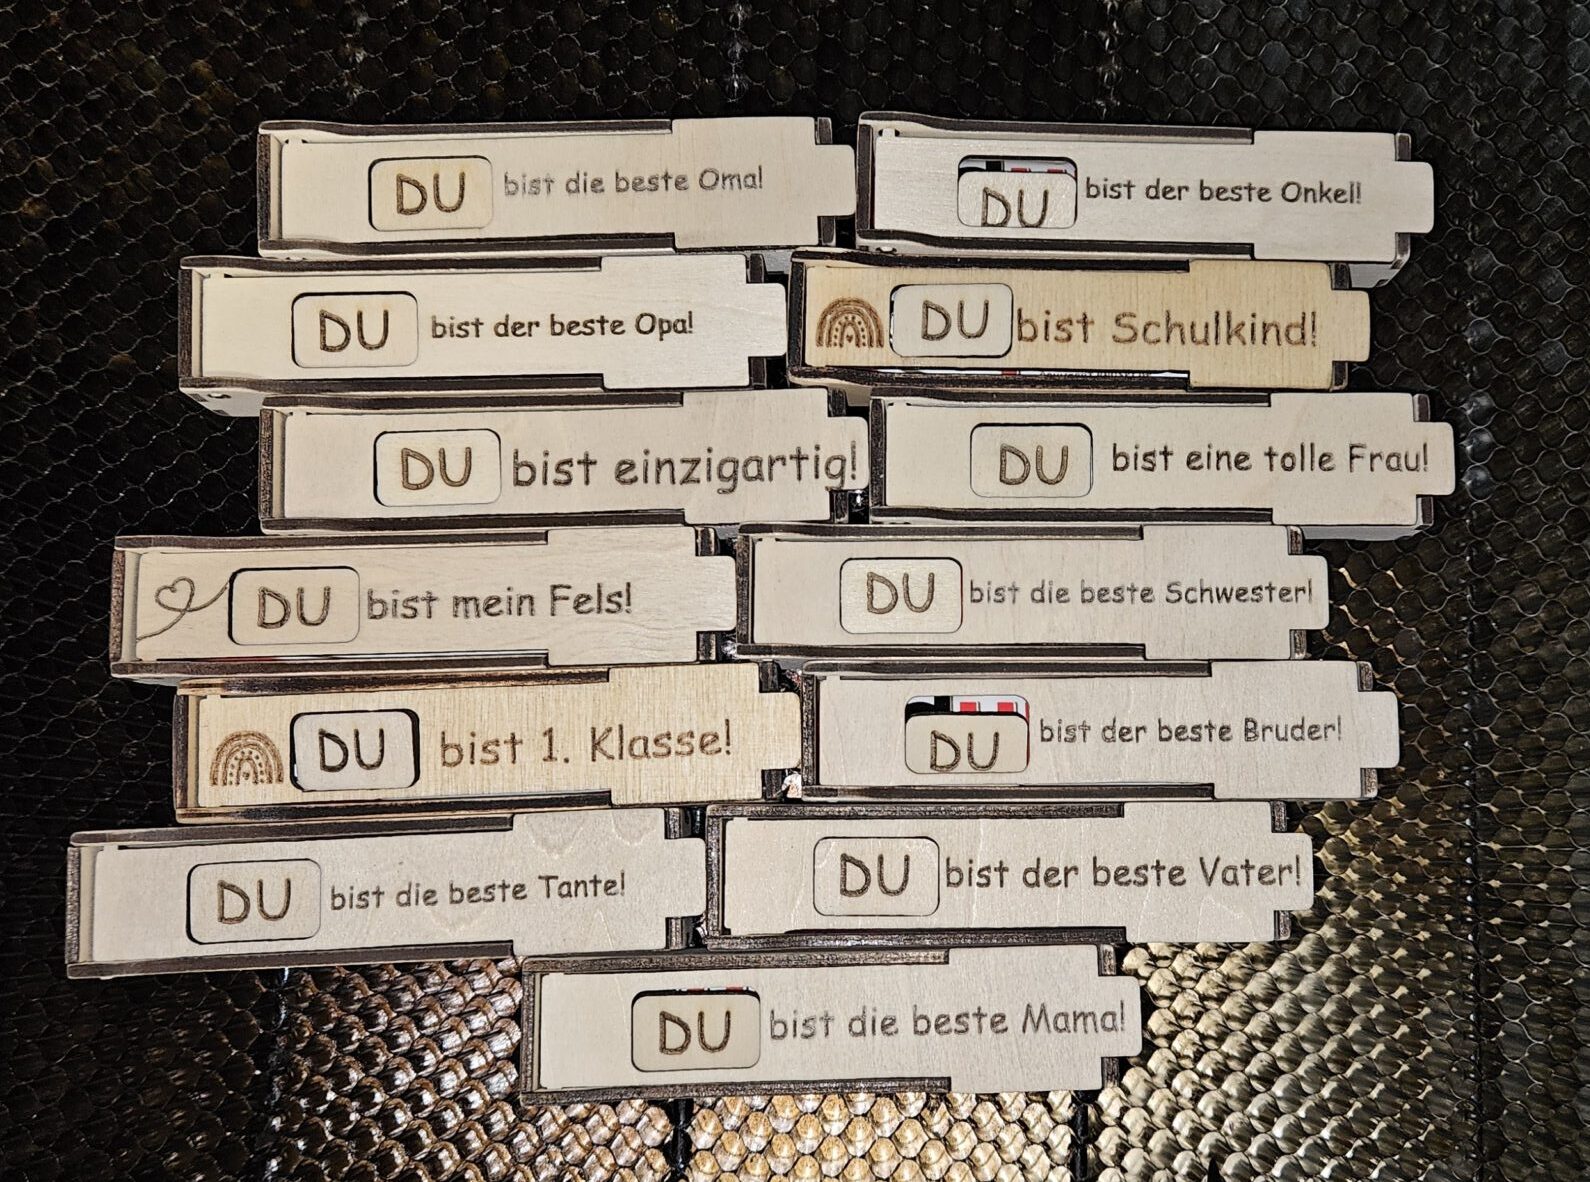 DU bist die beste Oma!
DU bist der beste Onkel!
DU bist der beste Opa!
DU bist Schulkind!
DU bist einzigartig!
DU bist eine tolle Frau!
DU bist mein Fels!
DU bist die beste Schwester!
DU bist 1. Klasse!
DU bist der beste Bruder!
DU bist die beste Tante!
DU bist der beste Vater!
DU bist die beste Mama!